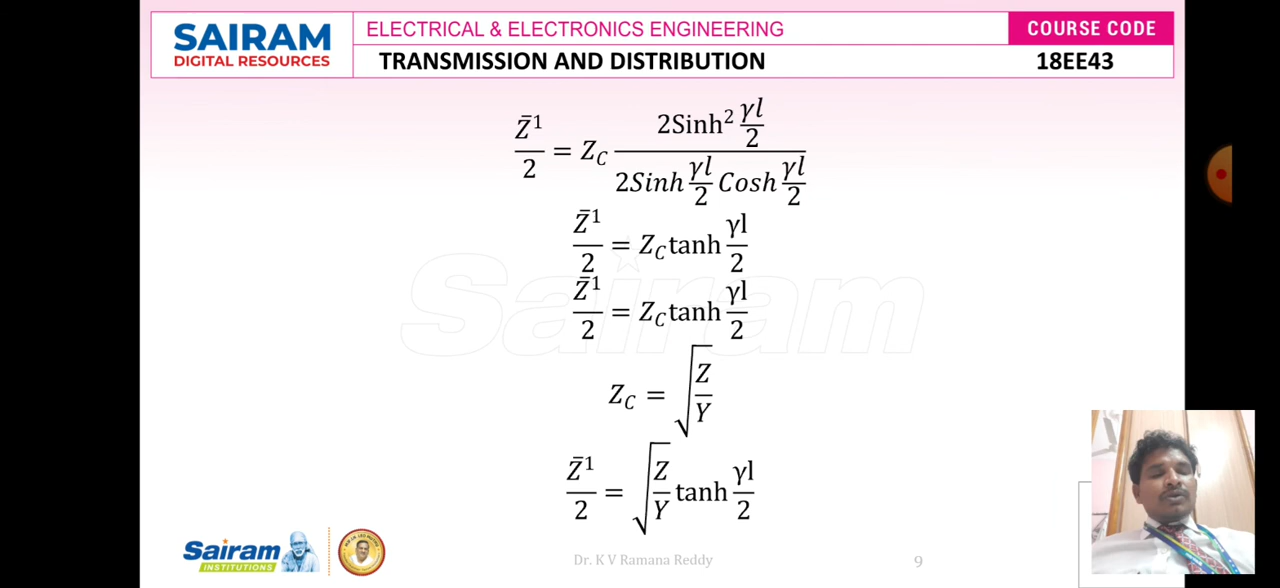 SAIRAM
DIGITAL RESOURCES
ELECTRICAL & ELECTRONICS ENGINEERING
COURSE CODE
TRANSMISSION AND DISTRIBUTION
18EE43
Z̄¹/2 = Z_C (2Sinh² γl/2)/(2Sinh γl/2 Cosh γl/2)
Z̄¹/2 = Z_C tanh γl/2
Z̄¹/2 = Z_C tanh γl/2
Z_C = √(Z/Y)
Z̄¹/2 = √(Z/Y) tanh γl/2
Sairam
Sairam
INSTITUTIONS
Dr. K V Ramana Reddy
9